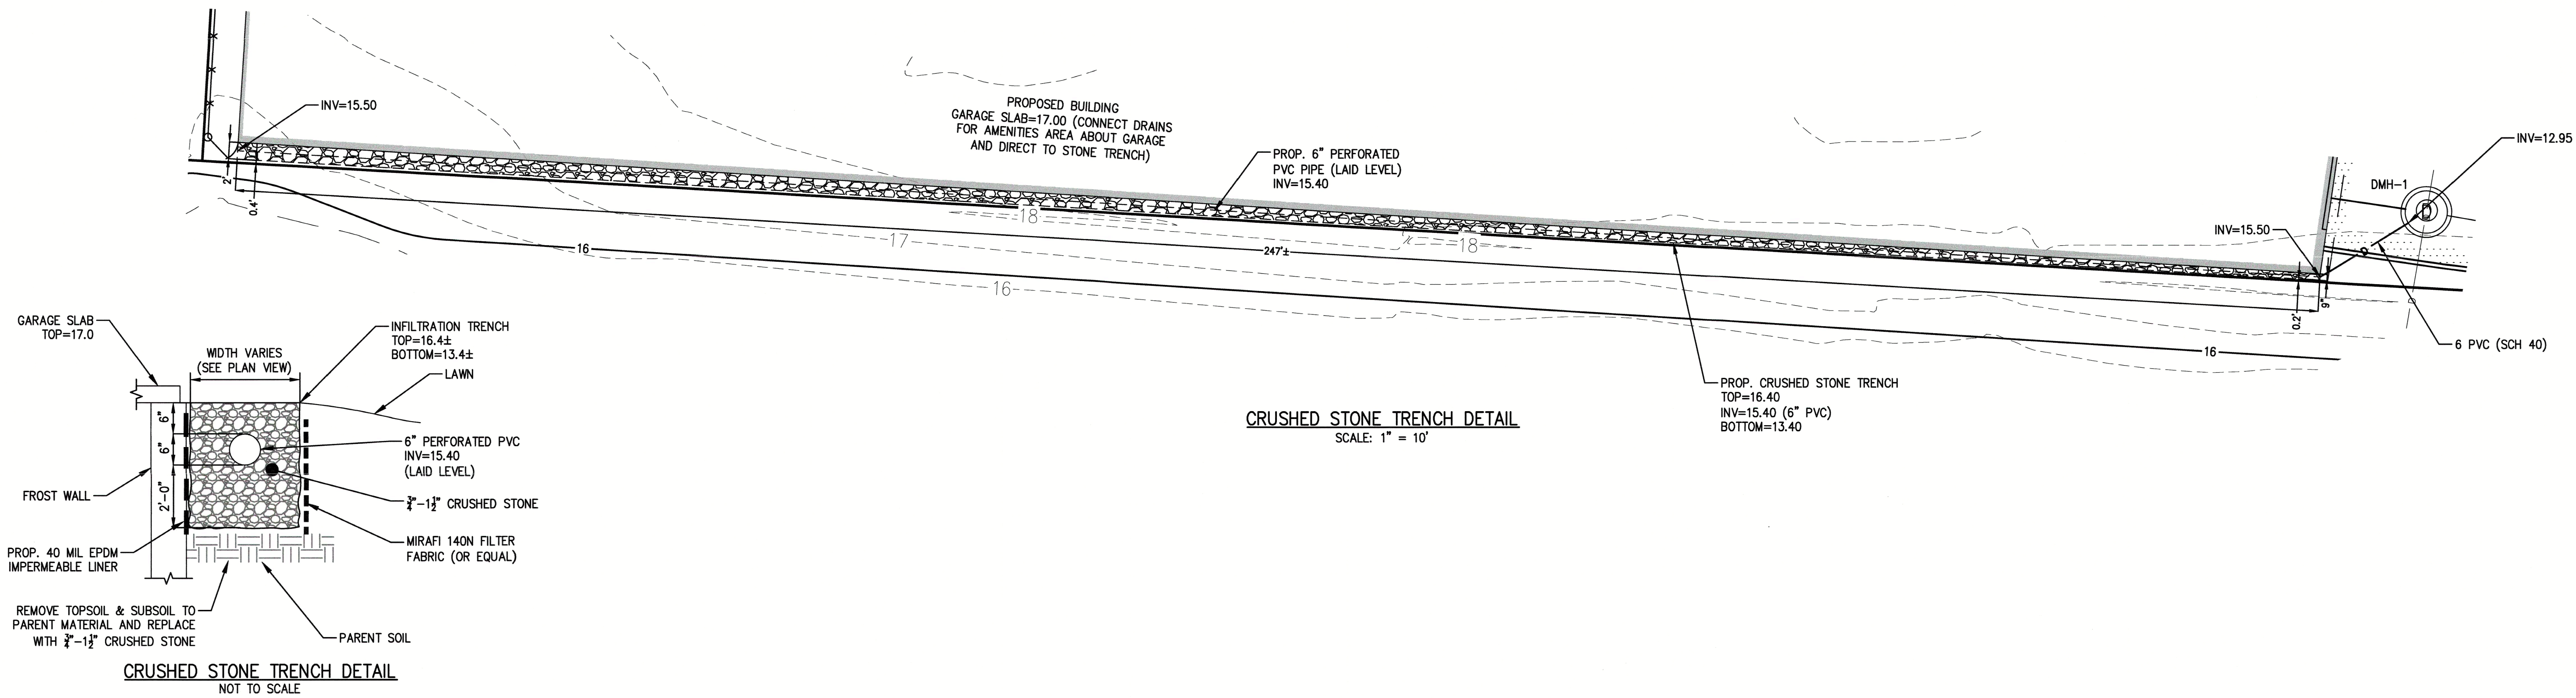 INV=15.50
PROPOSED BUILDING
GARAGE SLAB=17.00 (CONNECT DRAINS
FOR AMENITIES AREA ABOUT GARAGE
AND DIRECT TO STONE TRENCH)
PROP. 6" PERFORATED
PVC PIPE (LAID LEVEL)
INV=15.40
INV=12.95
DMH-1
D
INV=15.50
D
2'
0.4'
18
17
18
16
247'±
16
0.2'
9"
6 PVC (SCH 40)
16
PROP. CRUSHED STONE TRENCH
TOP=16.40
INV=15.40 (6" PVC)
BOTTOM=13.40
CRUSHED STONE TRENCH DETAIL
SCALE: 1" = 10'
GARAGE SLAB
TOP=17.0
WIDTH VARIES
(SEE PLAN VIEW)
INFILTRATION TRENCH
TOP=16.4±
BOTTOM=13.4±
LAWN
6"
6"
2'-0"
6" PERFORATED PVC
INV=15.40
(LAID LEVEL)
FROST WALL
¾"-1½" CRUSHED STONE
PROP. 40 MIL EPDM
IMPERMEABLE LINER
MIRAFI 140N FILTER
FABRIC (OR EQUAL)
REMOVE TOPSOIL & SUBSOIL TO
PARENT MATERIAL AND REPLACE
WITH ¾"-1½" CRUSHED STONE
PARENT SOIL
CRUSHED STONE TRENCH DETAIL
NOT TO SCALE